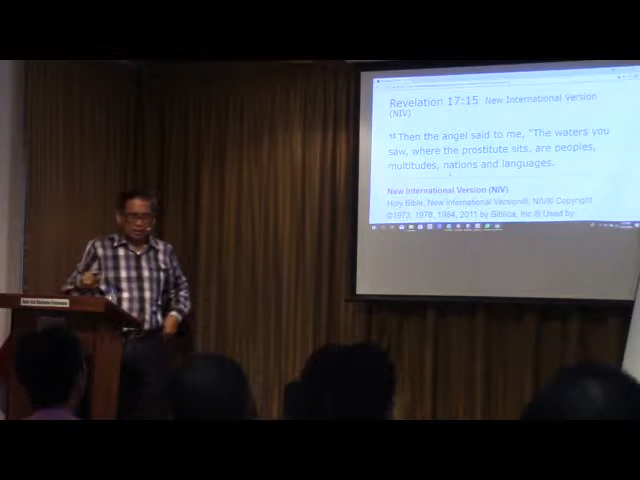 Revelation 17:15 New International Version
(NIV)
15 Then the angel said to me, "The waters you
saw, where the prostitute sits, are peoples,
multitudes, nations and languages.
New International Version (NIV)
Holy Bible, New International Version®, NIV® Copyright
©1973, 1978, 1984, 2011 by Biblica, Inc.® Used by